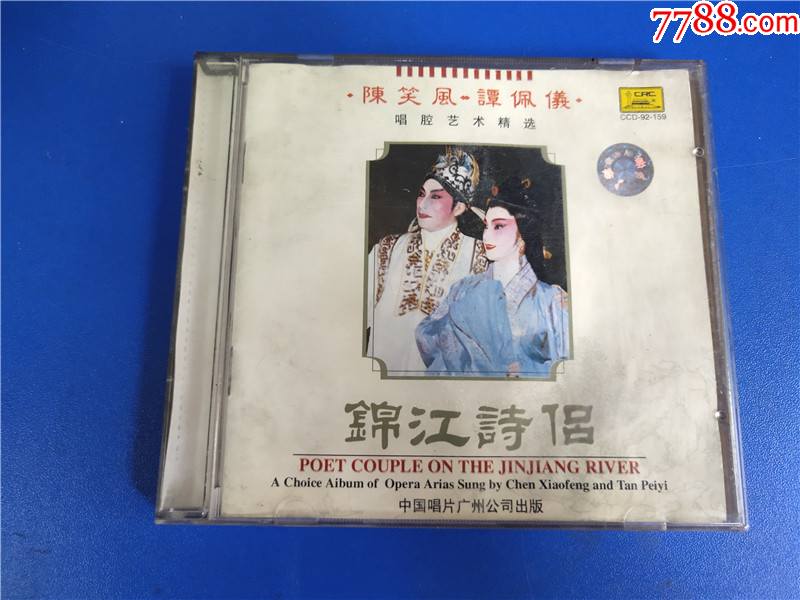 7788.com
·陳笑風--譚佩儀·
唱腔艺术精选
CRC
CCD-92-159
錦江詩侶
POET COUPLE ON THE JINJIANG RIVER
A Choice Aibum of Opera Arias Sung by Chen Xiaofeng and Tan Peiyi
中国唱片广州公司出版